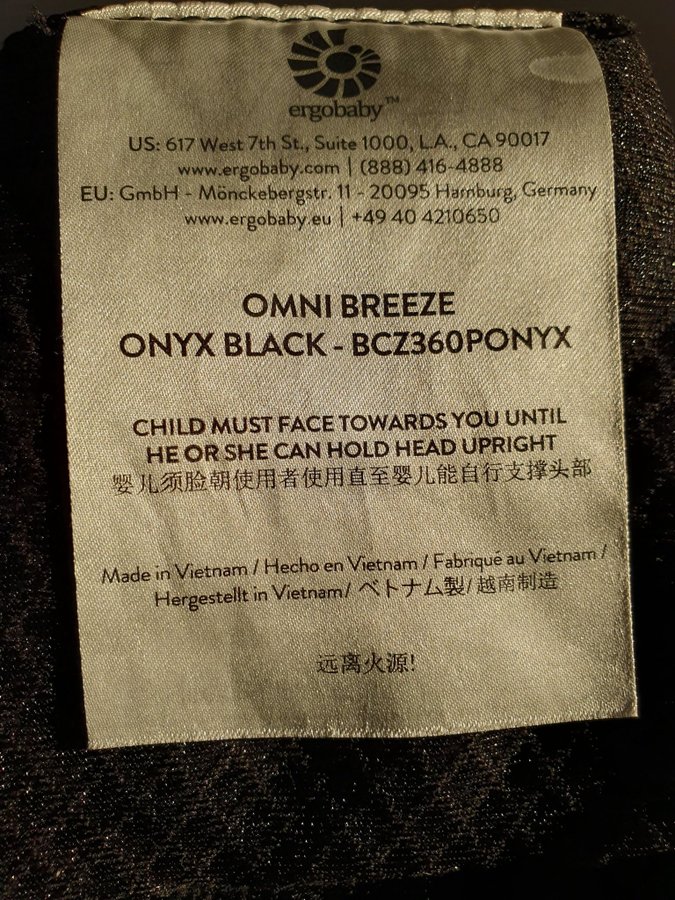 ergobaby™
US: 617 West 7th St., Suite 1000, L.A., CA 90017
www.ergobaby.com | (888) 416-4888
EU: GmbH - Mönckebergstr. 11 - 20095 Hamburg, Germany
www.ergobaby.eu | +49 40 4210650
OMNI BREEZE
ONYX BLACK - BCZ360PONYX
CHILD MUST FACE TOWARDS YOU UNTIL
HE OR SHE CAN HOLD HEAD UPRIGHT
婴儿须脸朝使用者使用直至婴儿能自行支撑头部
Made in Vietnam / Hecho en Vietnam / Fabriqué au Vietnam /
Hergestellt in Vietnam/ ベトナム製/ 越南制造
远离火源!